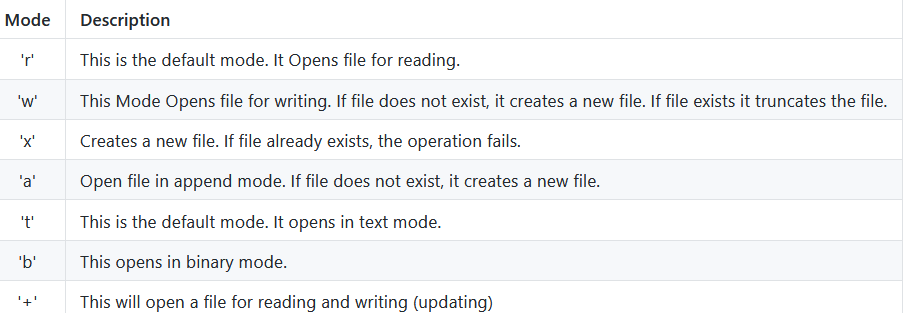 Mode Description
'r' This is the default mode. It Opens file for reading.
'w' This Mode Opens file for writing. If file does not exist, it creates a new file. If file exists it truncates the file.
'x' Creates a new file. If file already exists, the operation fails.
'a' Open file in append mode. If file does not exist, it creates a new file.
't' This is the default mode. It opens in text mode.
'b' This opens in binary mode.
'+' This will open a file for reading and writing (updating)